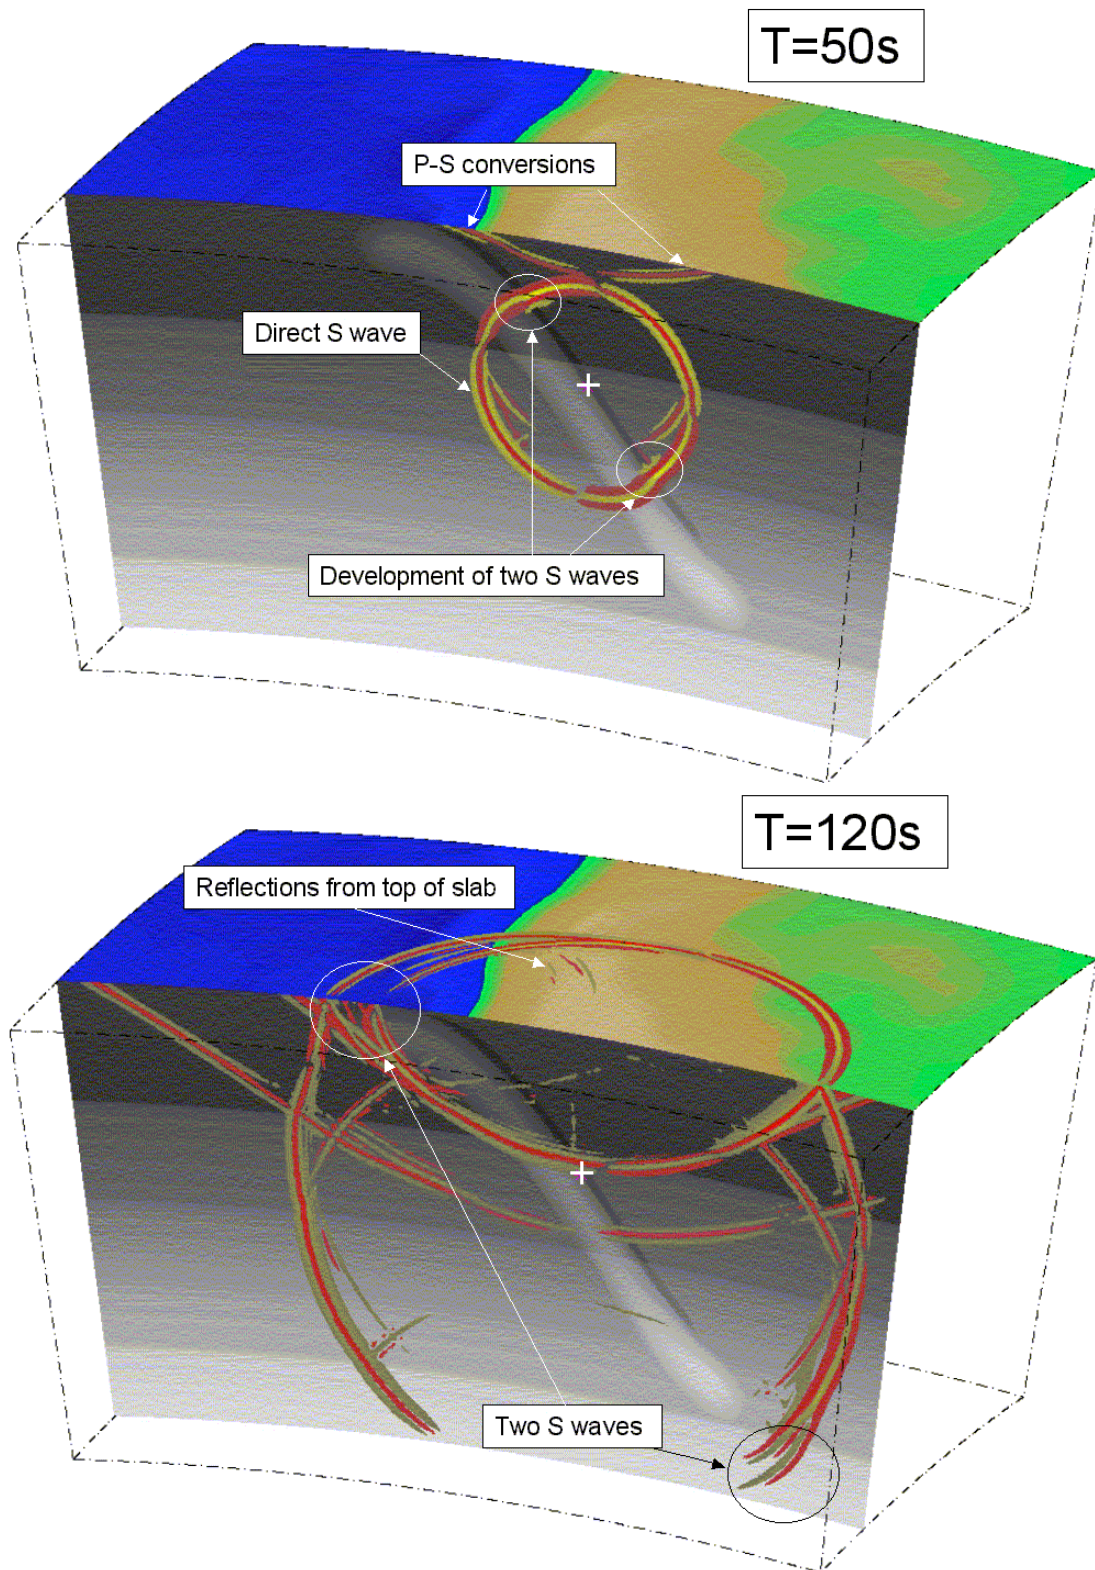 T=50s
P-S conversions
Direct S wave
Development of two S waves
T=120s
Reflections from top of slab
Two S waves